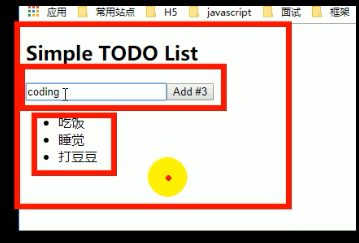 应用 常用站点 H5 javascript 面试 框架
Simple TODO List
coding Add #3
吃饭
睡觉
打豆豆